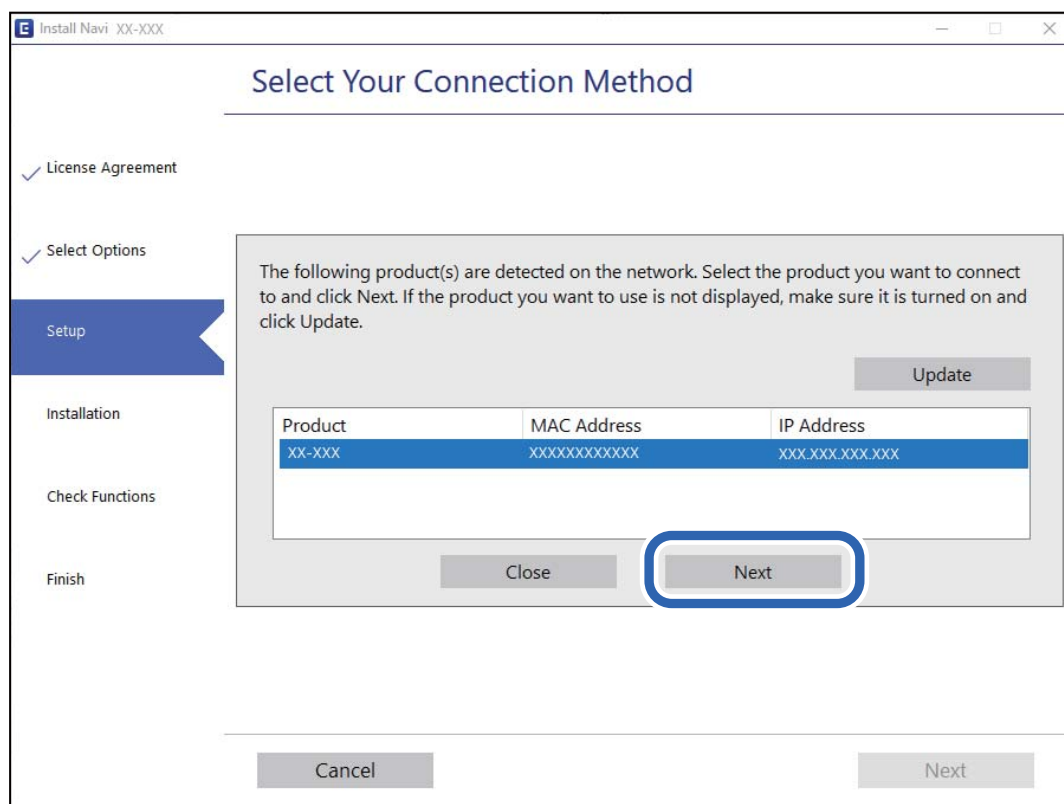 E Install Navi XX-XXX
Select Your Connection Method
License Agreement
Select Options
Setup
Installation
Check Functions
Finish
The following product(s) are detected on the network. Select the product you want to connect
to and click Next. If the product you want to use is not displayed, make sure it is turned on and
click Update.
Update
Product MAC Address IP Address
XX-XXX XXXXXXXXXXXX XXX.XXX.XXX.XXX
Close Next
Cancel Next